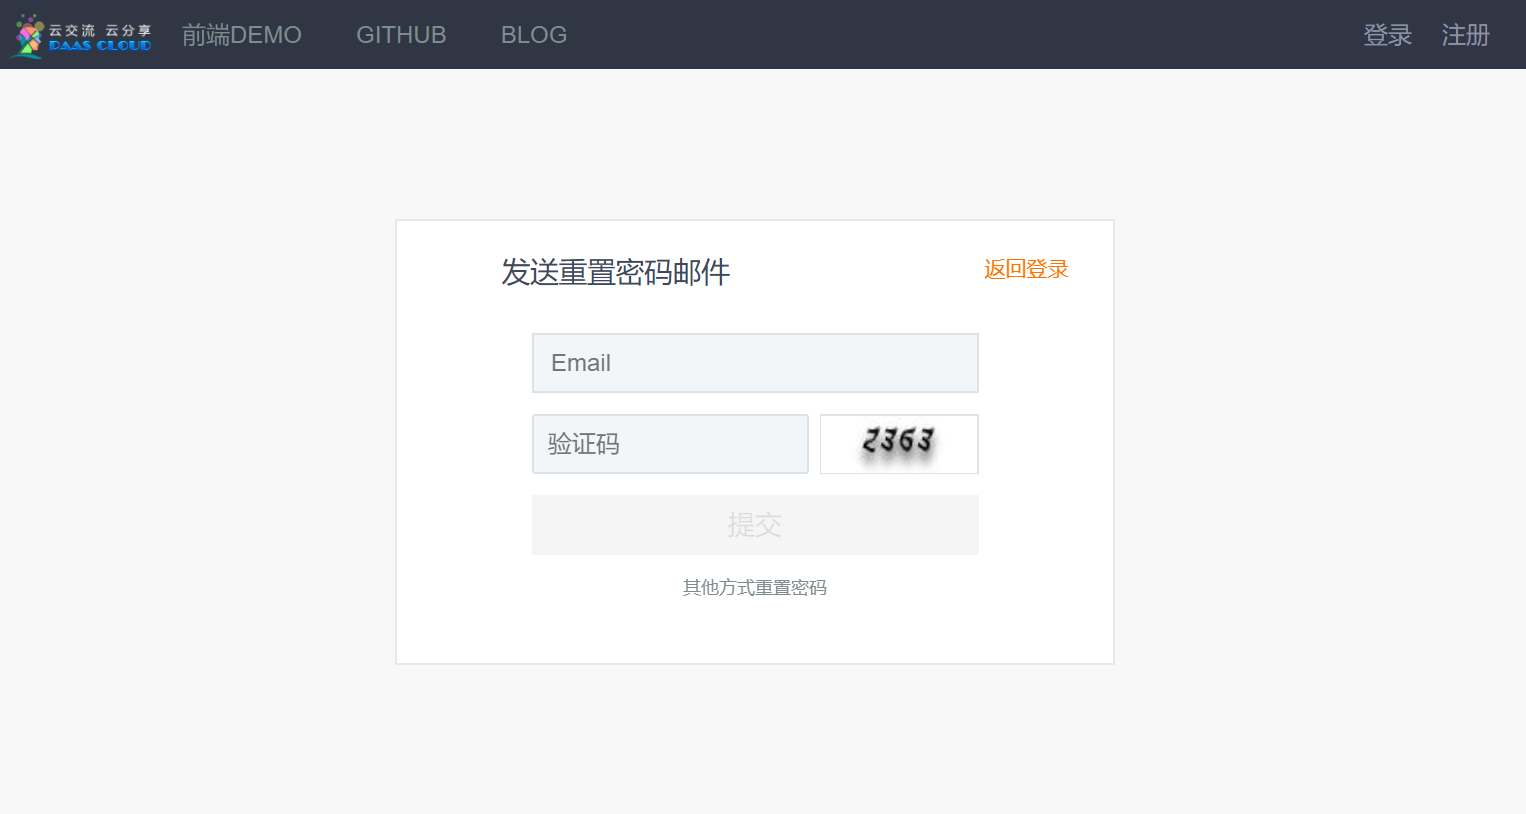 云交流 云分享
DAAS CLOUD
前端DEMO GITHUB BLOG 登录 注册
发送重置密码邮件 返回登录
Email
验证码 2363
提交
其他方式重置密码